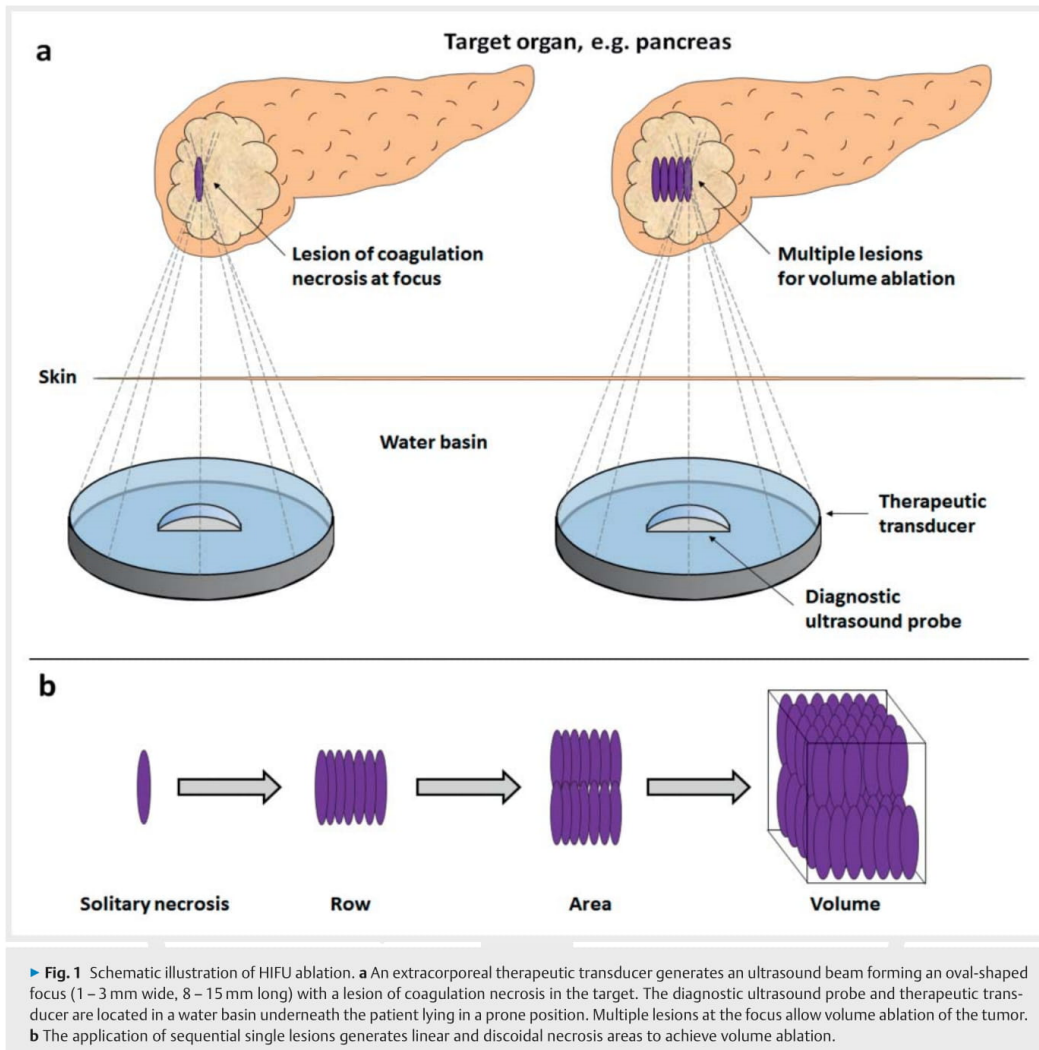 a
Target organ, e.g. pancreas
Lesion of coagulation
necrosis at focus
Multiple lesions
for volume ablation
Skin
Water basin
Therapeutic
transducer
Diagnostic
ultrasound probe
b
Solitary necrosis
Row
Area
Volume
▶ Fig. 1 Schematic illustration of HIFU ablation. a An extracorporeal therapeutic transducer generates an ultrasound beam forming an oval-shaped
focus (1 – 3 mm wide, 8 – 15 mm long) with a lesion of coagulation necrosis in the target. The diagnostic ultrasound probe and therapeutic trans-
ducer are located in a water basin underneath the patient lying in a prone position. Multiple lesions at the focus allow volume ablation of the tumor.
b The application of sequential single lesions generates linear and discoidal necrosis areas to achieve volume ablation.